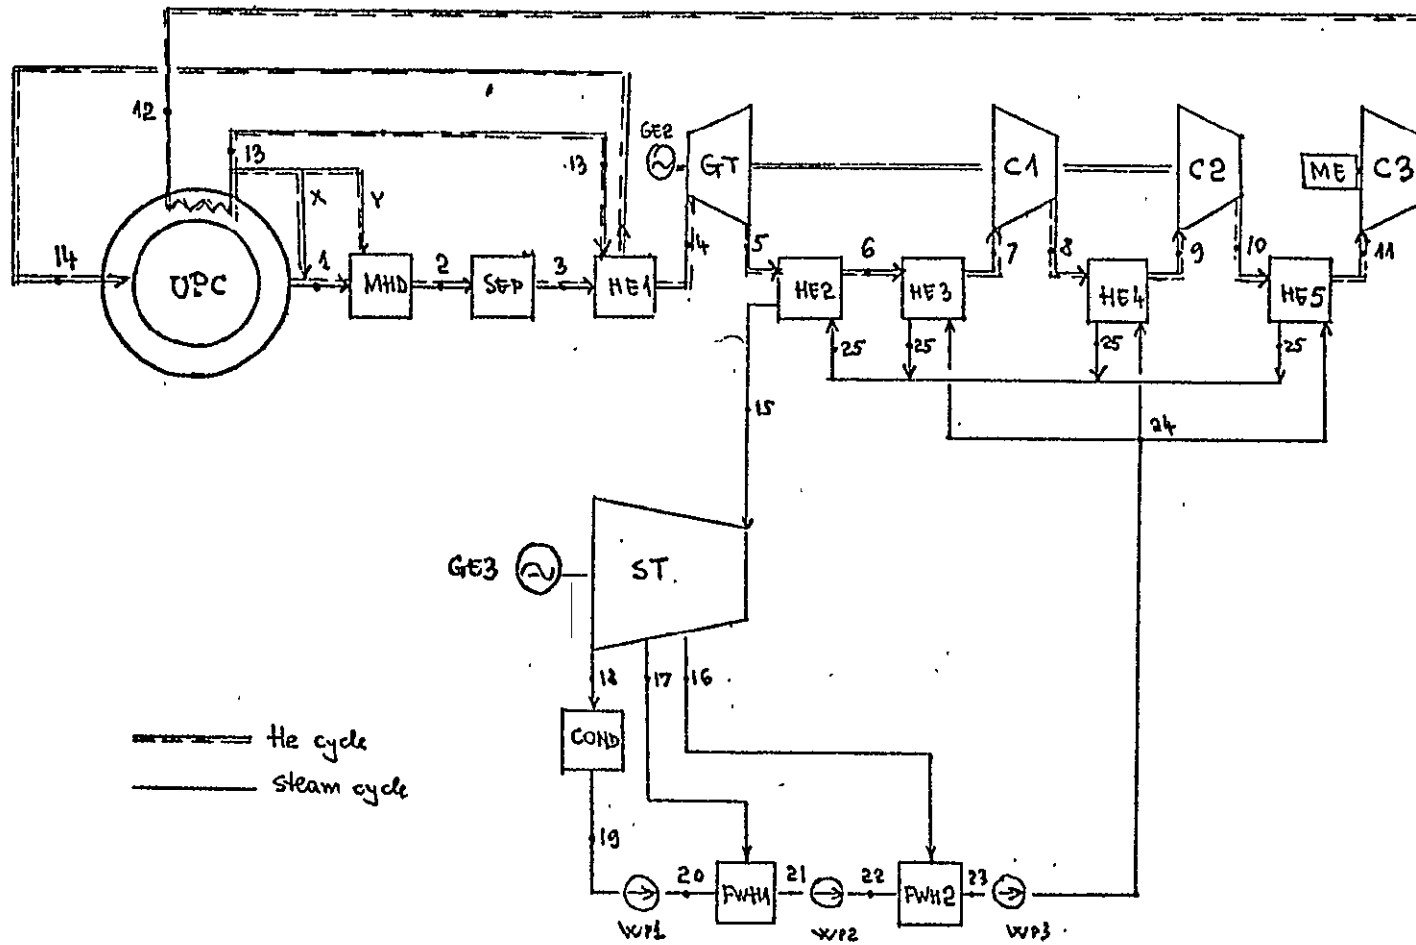 12
13
13
GE2
GT
C1
C2
ME
C3
X
Y
14
UPC
1
MHD
2
SEP
3
HE1
4
5
HE2
6
HE3
7
8
HE4
9
10
HE5
11
25
25
25
25
15
24
GE3
ST
18
17
16
COND
He cycle
steam cycle
19
20
FWH1
21
22
FWH2
23
WP1
WP2
WP3